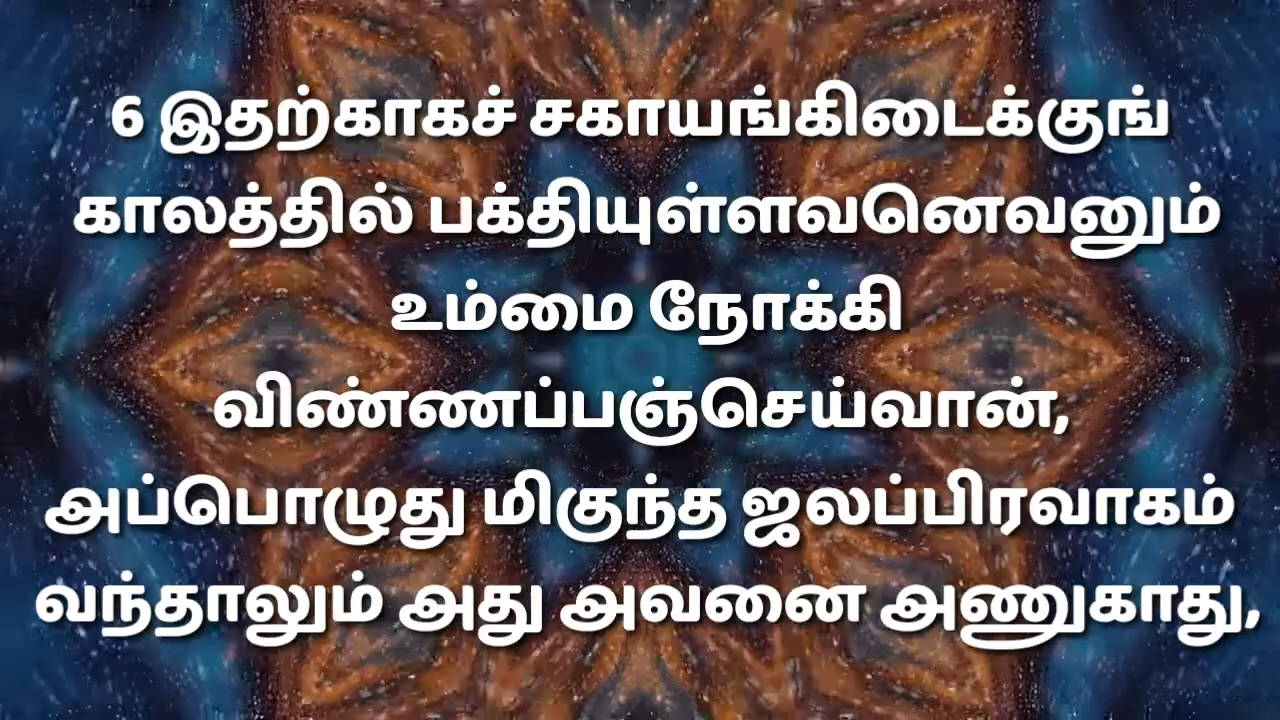 6 இதற்காகச் சகாயங்கிடைக்குங்
காலத்தில் பக்தியுள்ளவனெவனும்
உம்மை நோக்கி
விண்ணப்பஞ்செய்வான்,
அப்பொழுது மிகுந்த ஜலப்பிரவாகம்
வந்தாலும் அது அவனை அணுகாது,